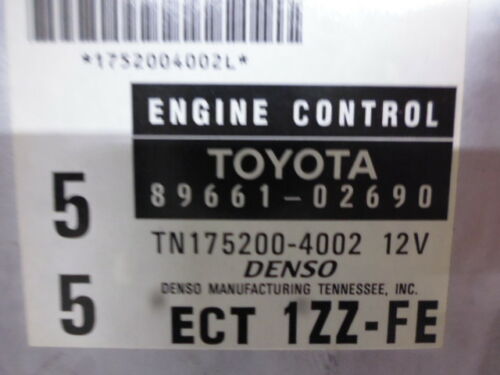 *1752004002L*
ENGINE CONTROL
TOYOTA
89661-02690
5
TN175200-4002 12V
DENSO
DENSO MANUFACTURING TENNESSEE, INC.
5
ECT 1ZZ-FE